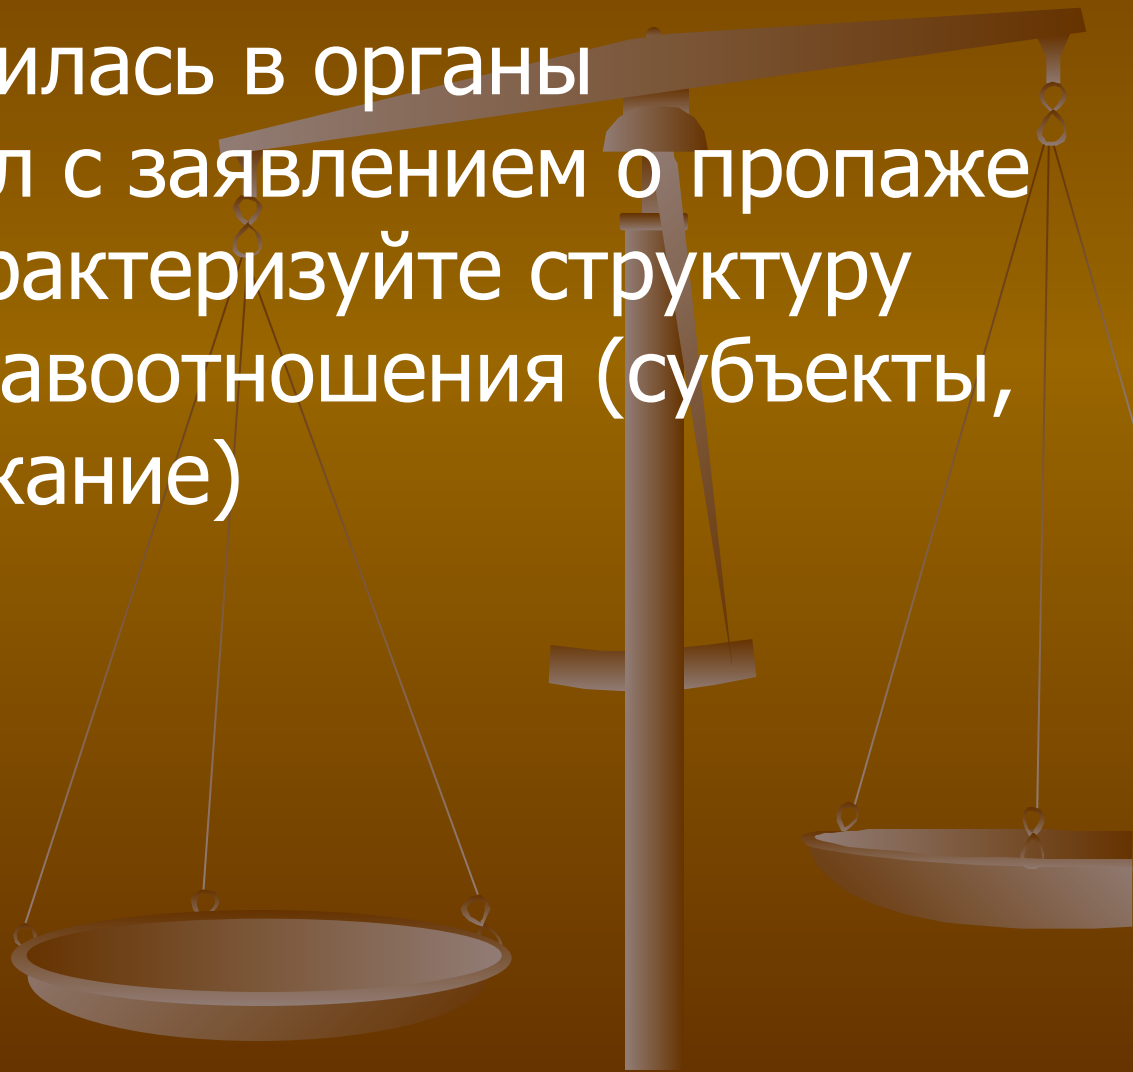 илась в органы
л с заявлением о пропаже
рактеризуйте структуру
авоотношения (субъекты,
кание)